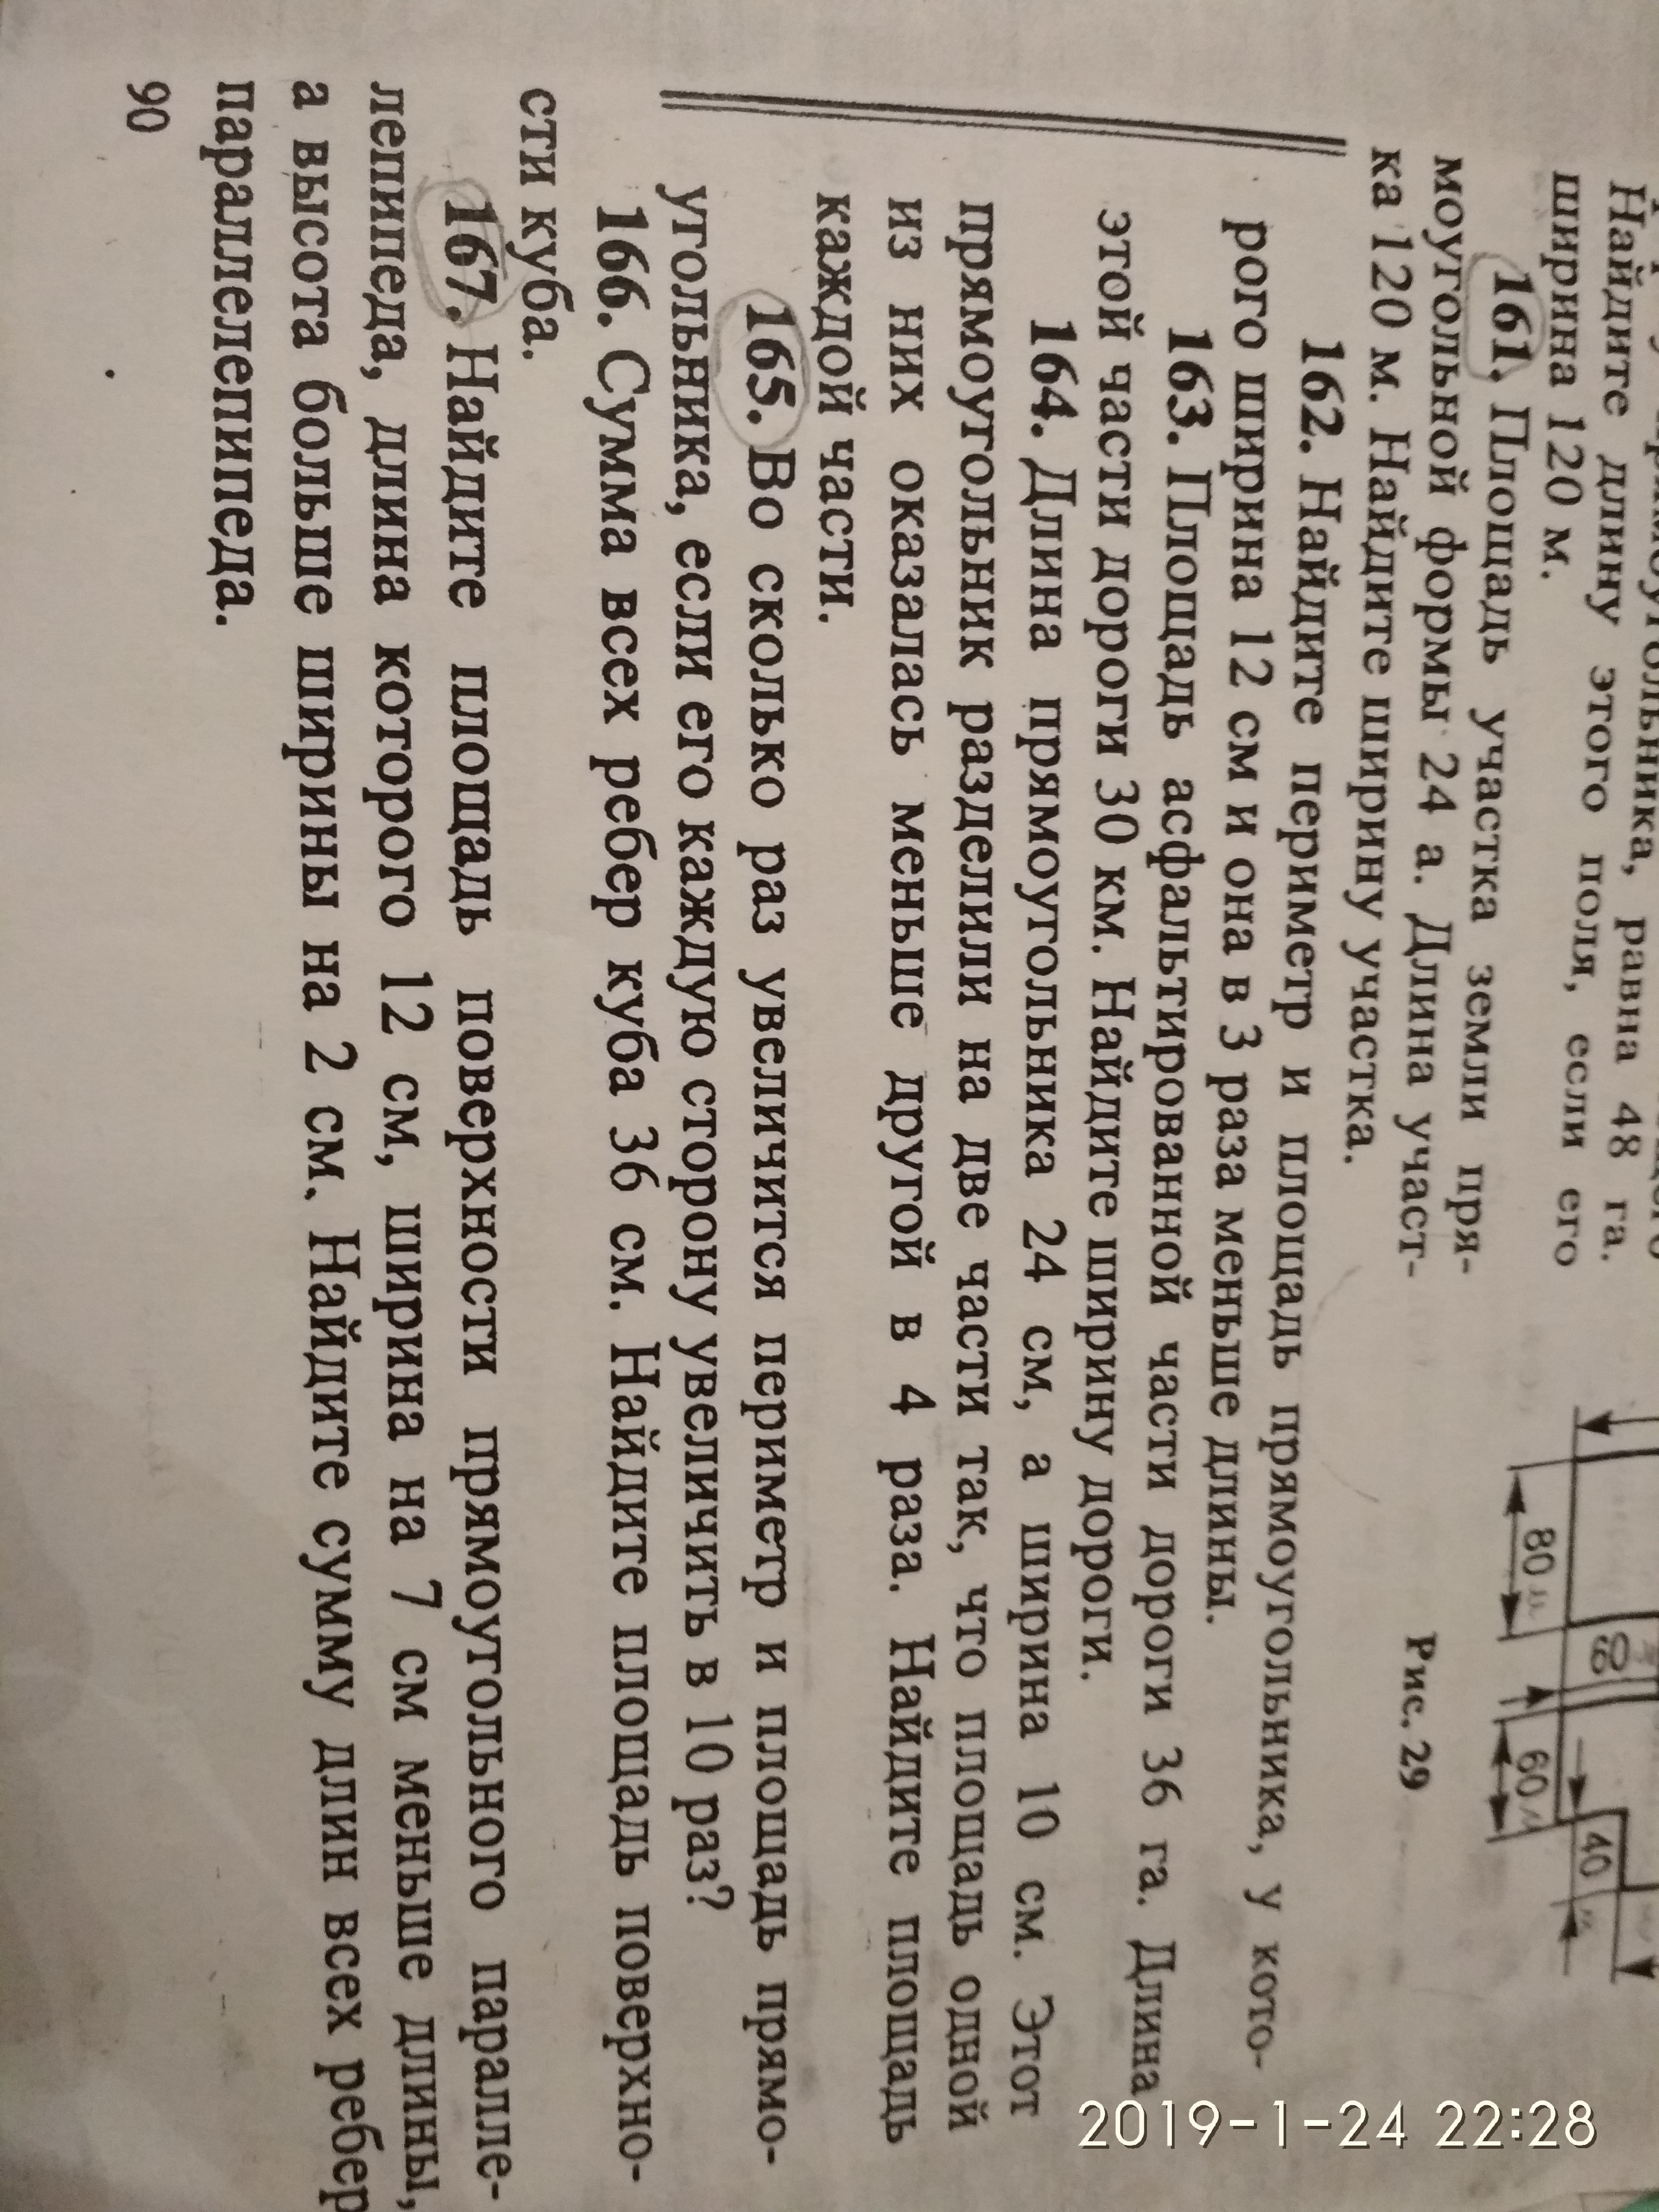 Найдите длину этого поля, если его
ширина 120 м.
161. Площадь участка земли пря-
моугольной формы 24 а. Длина участ-
ка 120 м. Найдите ширину участка.
80
60
40
Рис. 29
162. Найдите периметр и площадь прямоугольника, у кото-
рого ширина 12 см и она в 3 раза меньше длины.
163. Площадь асфальтированной части дороги 36 га. Длина
этой части дороги 30 км. Найдите ширину дороги.
164. Длина прямоугольника 24 см, а ширина 10 см. Этот
прямоугольник разделили на две части так, что площадь одной
из них оказалась меньше другой в 4 раза. Найдите площадь
каждой части.
165. Во сколько раз увеличится периметр и площадь прямо-
угольника, если его каждую сторону увеличить в 10 раз?
166. Сумма всех ребер куба 36 см. Найдите площадь поверхно-
сти куба.
167. Найдите площадь поверхности прямоугольного паралле-
лепипеда, длина которого 12 см, ширина на 7 см меньше длины,
а высота больше ширины на 2 см. Найдите сумму длин всех ребер
параллелепипеда.
90
2019-1-24 22:28